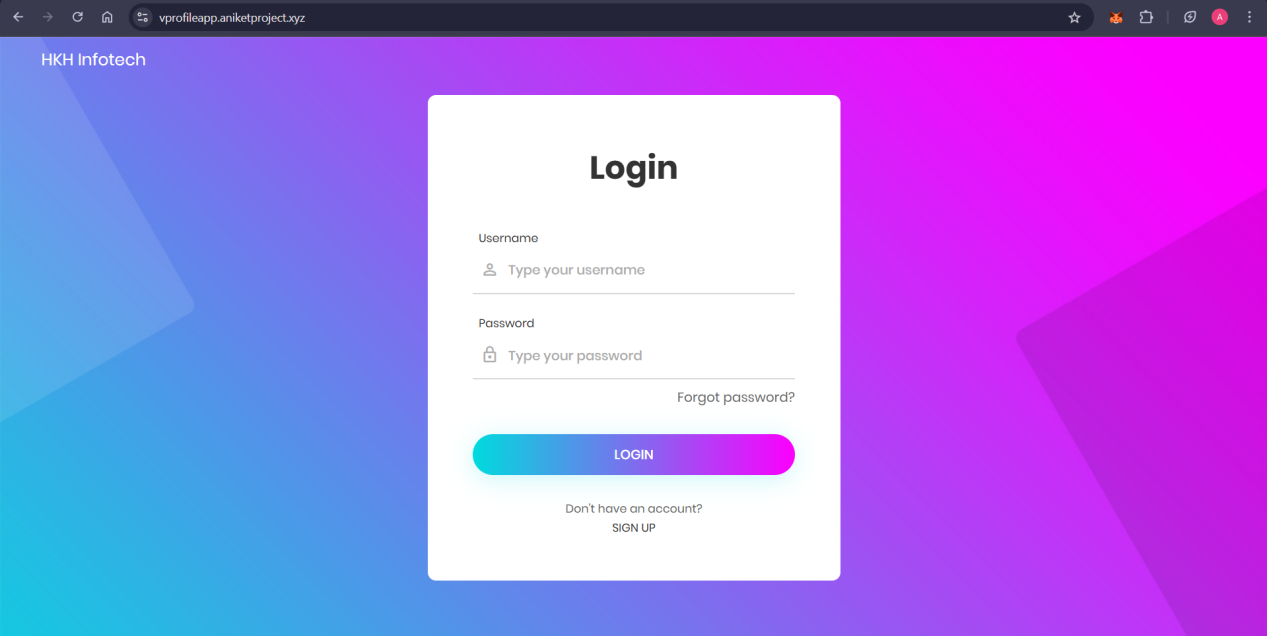 vprofileapp.aniketproject.xyz
A
HKH Infotech
Login
Username
Type your username
Password
Type your password
Forgot password?
LOGIN
Don't have an account?
SIGN UP